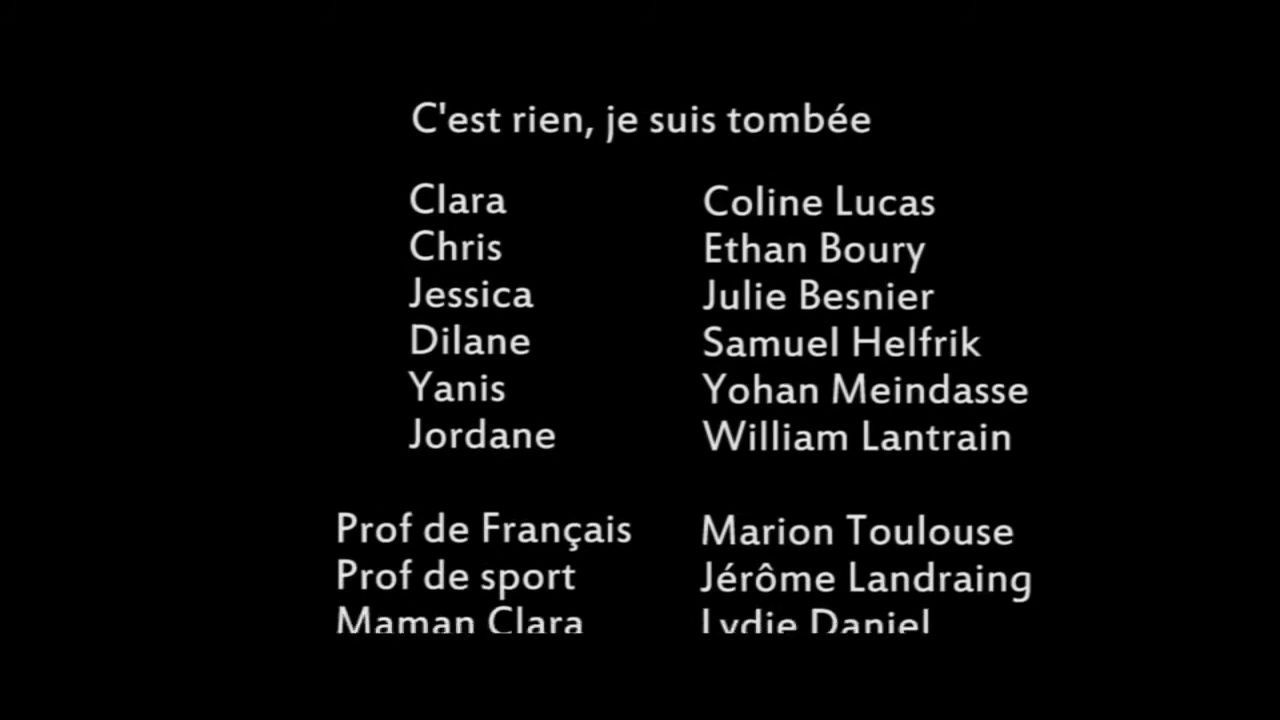 C'est rien, je suis tombée
Clara Coline Lucas
Chris Ethan Boury
Jessica Julie Besnier
Dilane Samuel Helfrik
Yanis Yohan Meindasse
Jordane William Lantrain
Prof de Français Marion Toulouse
Prof de sport Jérôme Landraing
Maman Clara Lydie Daniel